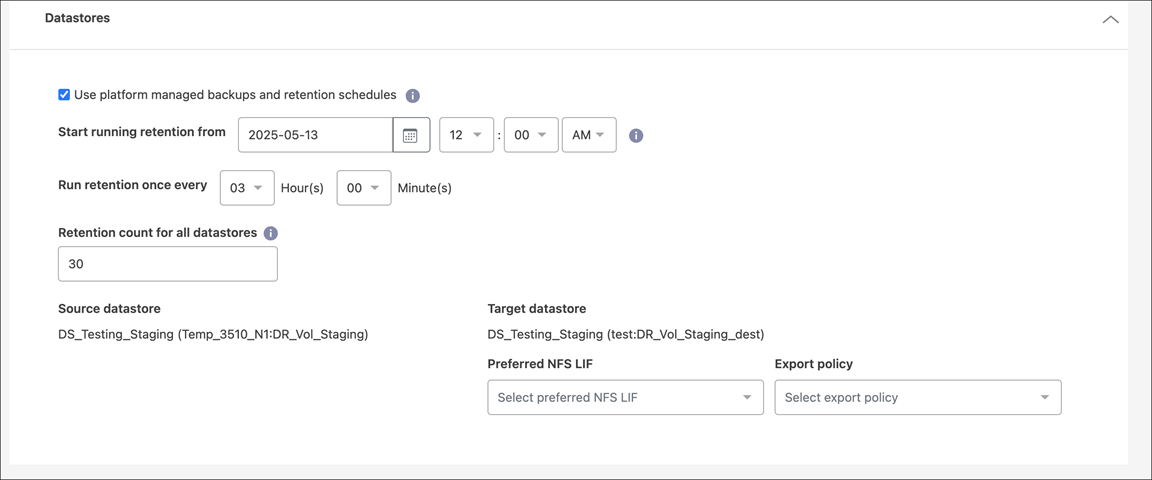 Datastores
Use platform managed backups and retention schedules
Start running retention from 2025-05-13 12 : 00 AM
Run retention once every 03 Hour(s) 00 Minute(s)
Retention count for all datastores
30
Source datastore Target datastore
DS_Testing_Staging (Temp_3510_N1:DR_Vol_Staging) DS_Testing_Staging (test:DR_Vol_Staging_dest)
Preferred NFS LIF Export policy
Select preferred NFS LIF Select export policy